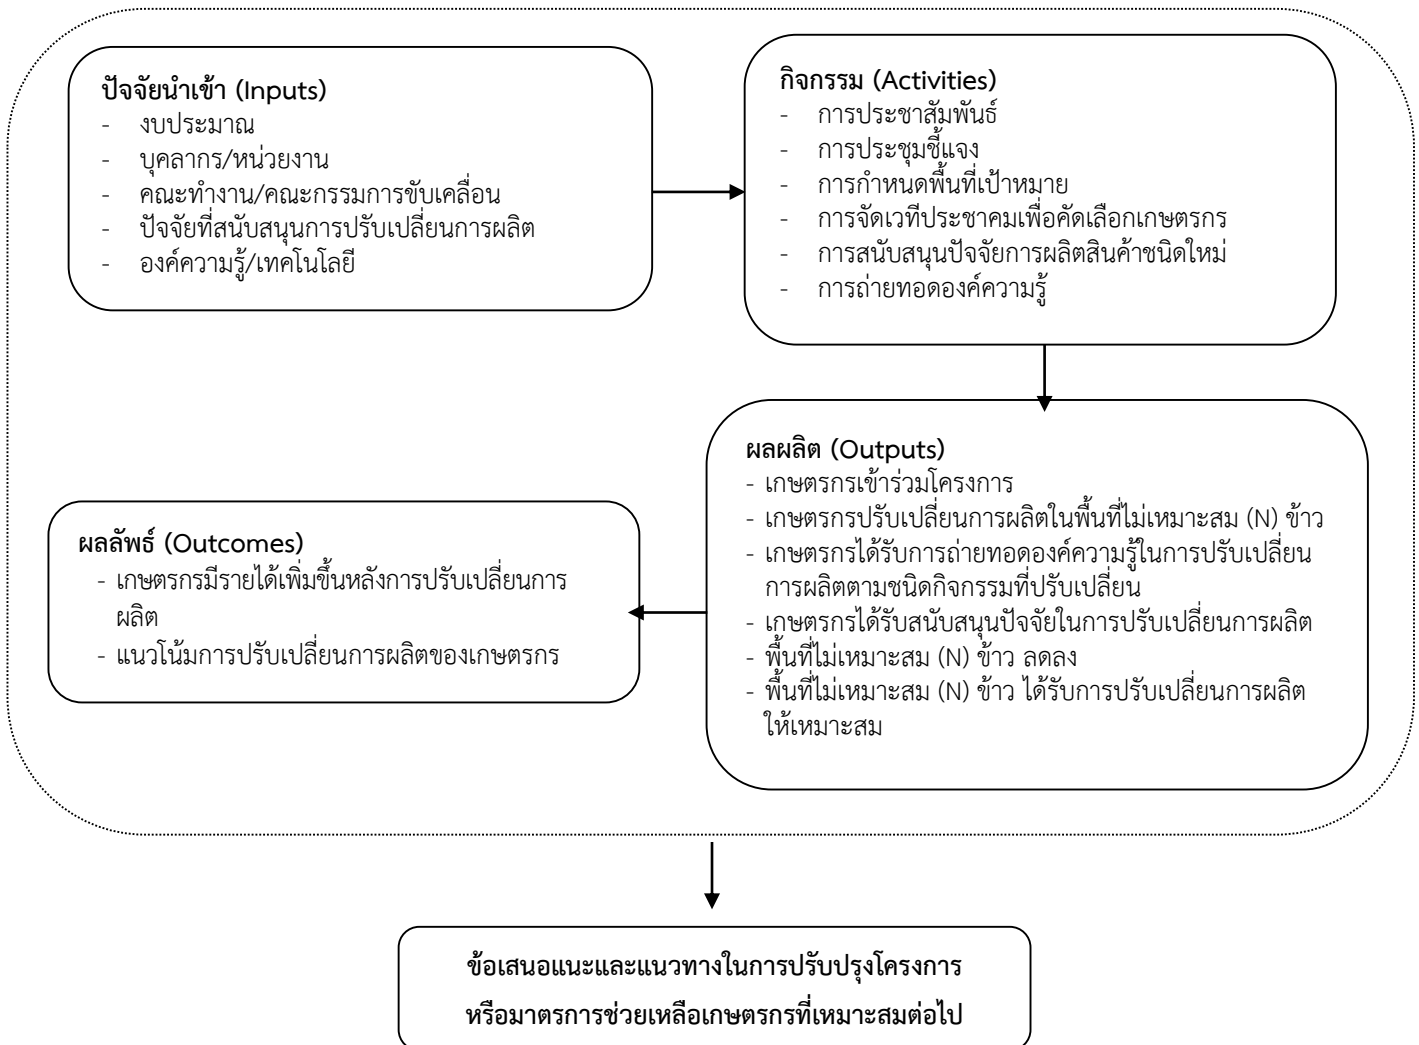 ปัจจัยนำเข้า (Inputs)
- งบประมาณ
- บุคลากร/หน่วยงาน
- คณะทำงาน/คณะกรรมการขับเคลื่อน
- ปัจจัยที่สนับสนุนการปรับเปลี่ยนการผลิต
- องค์ความรู้/เทคโนโลยี
กิจกรรม (Activities)
- การประชาสัมพันธ์
- การประชุมชี้แจง
- การกำหนดพื้นที่เป้าหมาย
- การจัดเวทีประชาคมเพื่อคัดเลือกเกษตรกร
- การสนับสนุนปัจจัยการผลิตสินค้าชนิดใหม่
- การถ่ายทอดองค์ความรู้
ผลผลิต (Outputs)
- เกษตรกรเข้าร่วมโครงการ
- เกษตรกรปรับเปลี่ยนการผลิตในพื้นที่ไม่เหมาะสม (N) ข้าว
- เกษตรกรได้รับการถ่ายทอดองค์ความรู้ในการปรับเปลี่ยน
การผลิตตามชนิดกิจกรรมที่ปรับเปลี่ยน
- เกษตรกรได้รับสนับสนุนปัจจัยในการปรับเปลี่ยนการผลิต
- พื้นที่ไม่เหมาะสม (N) ข้าว ลดลง
- พื้นที่ไม่เหมาะสม (N) ข้าว ได้รับการปรับเปลี่ยนการผลิต
ให้เหมาะสม
ผลลัพธ์ (Outcomes)
- เกษตรกรมีรายได้เพิ่มขึ้นหลังการปรับเปลี่ยนการ
ผลิต
- แนวโน้มการปรับเปลี่ยนการผลิตของเกษตรกร
ข้อเสนอแนะและแนวทางในการปรับปรุงโครงการ
หรือมาตรการช่วยเหลือเกษตรกรที่เหมาะสมต่อไป